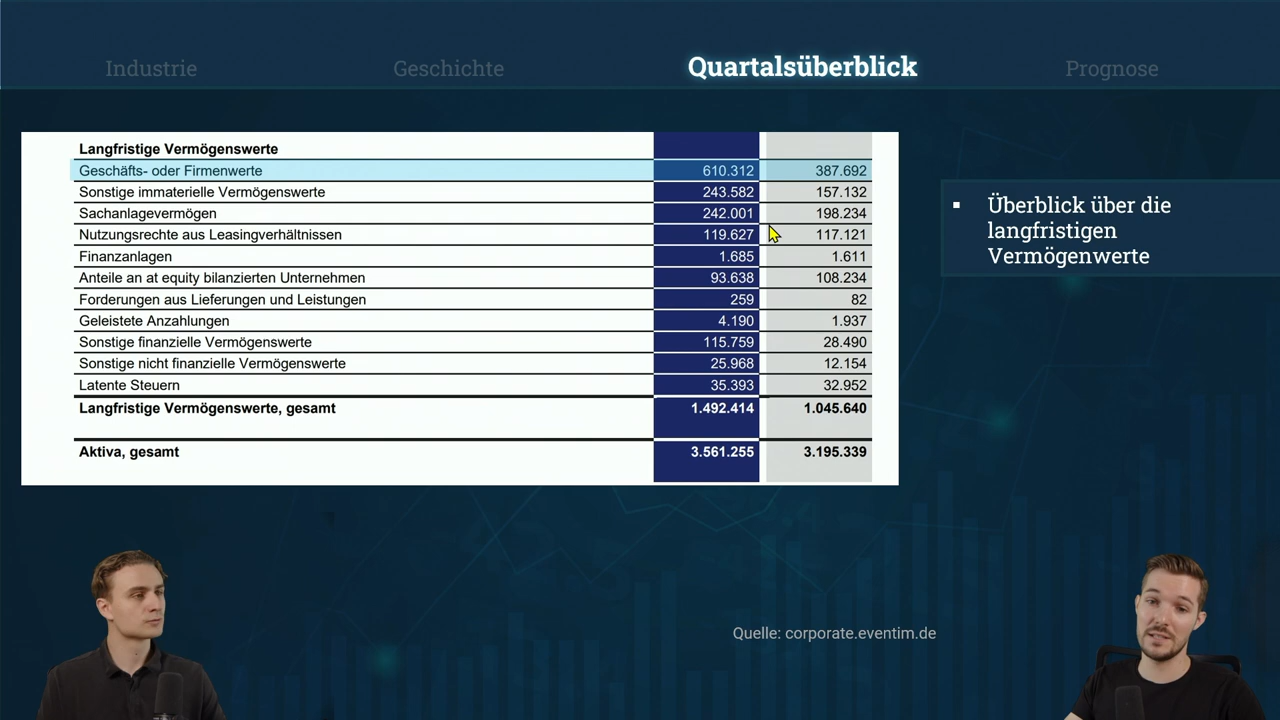 Industrie Geschichte Quartalsüberblick Prognose
Langfristige Vermögenswerte
Geschäfts- oder Firmenwerte 610.312 387.692
Sonstige immaterielle Vermögenswerte 243.582 157.132
Sachanlagevermögen 242.001 198.234
Nutzungsrechte aus Leasingverhältnissen 119.627 117.121
Finanzanlagen 1.685 1.611
Anteile an at equity bilanzierten Unternehmen 93.638 108.234
Forderungen aus Lieferungen und Leistungen 259 82
Geleistete Anzahlungen 4.190 1.937
Sonstige finanzielle Vermögenswerte 115.759 28.490
Sonstige nicht finanzielle Vermögenswerte 25.968 12.154
Latente Steuern 35.393 32.952
Langfristige Vermögenswerte, gesamt 1.492.414 1.045.640
Aktiva, gesamt 3.561.255 3.195.339
▪ Überblick über die
langfristigen
Vermögenwerte
Quelle: corporate.eventim.de